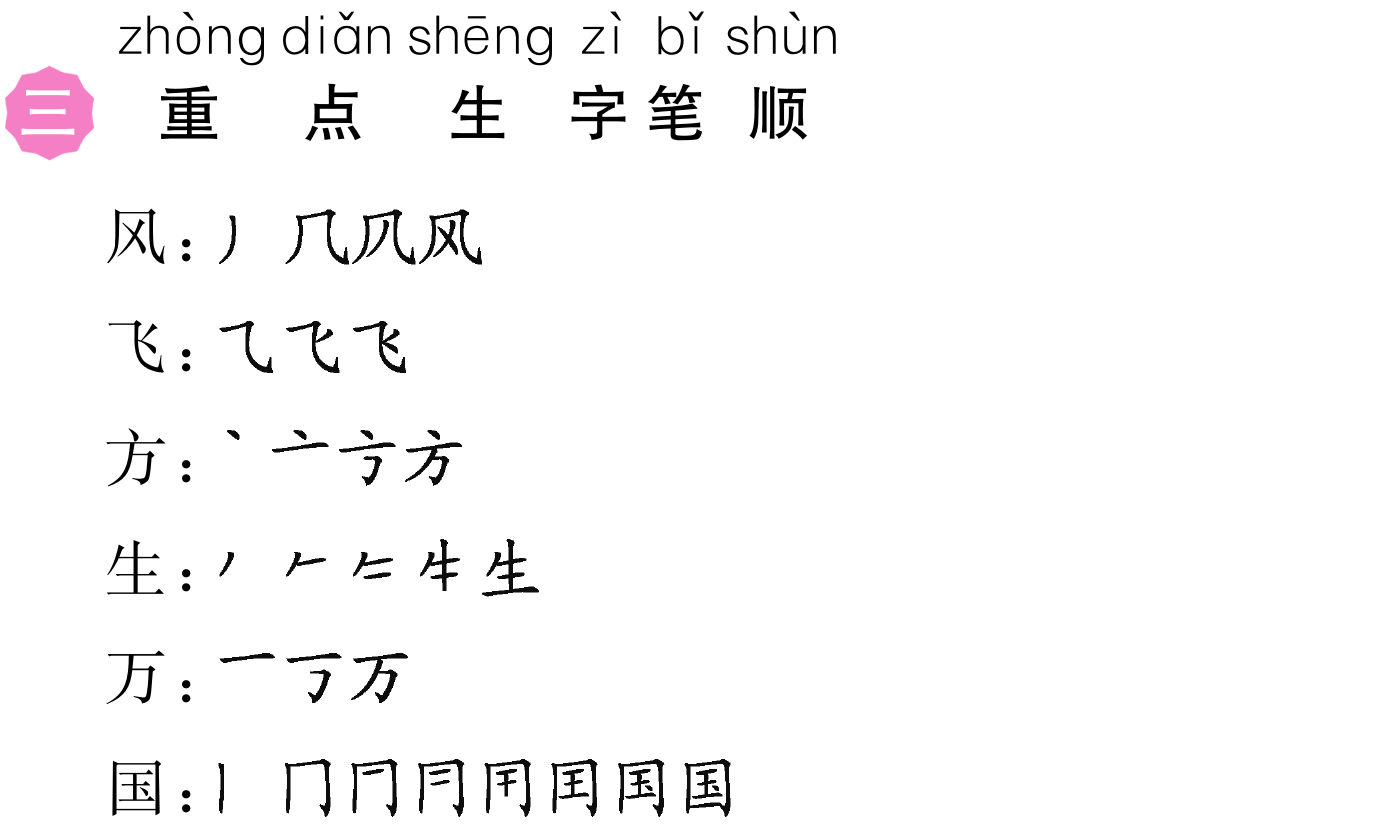 zhòng diǎn shēng zì bǐ shùn
三 重点生字笔顺
风：丿 几 凡 风
飞：乁 飞 飞
方：丶 亠 亐 方
生：丿 𠂉 𠂉 牛 生
万：一 丂 万
国：丨 冂 冂 冃 冃 囯 国 国